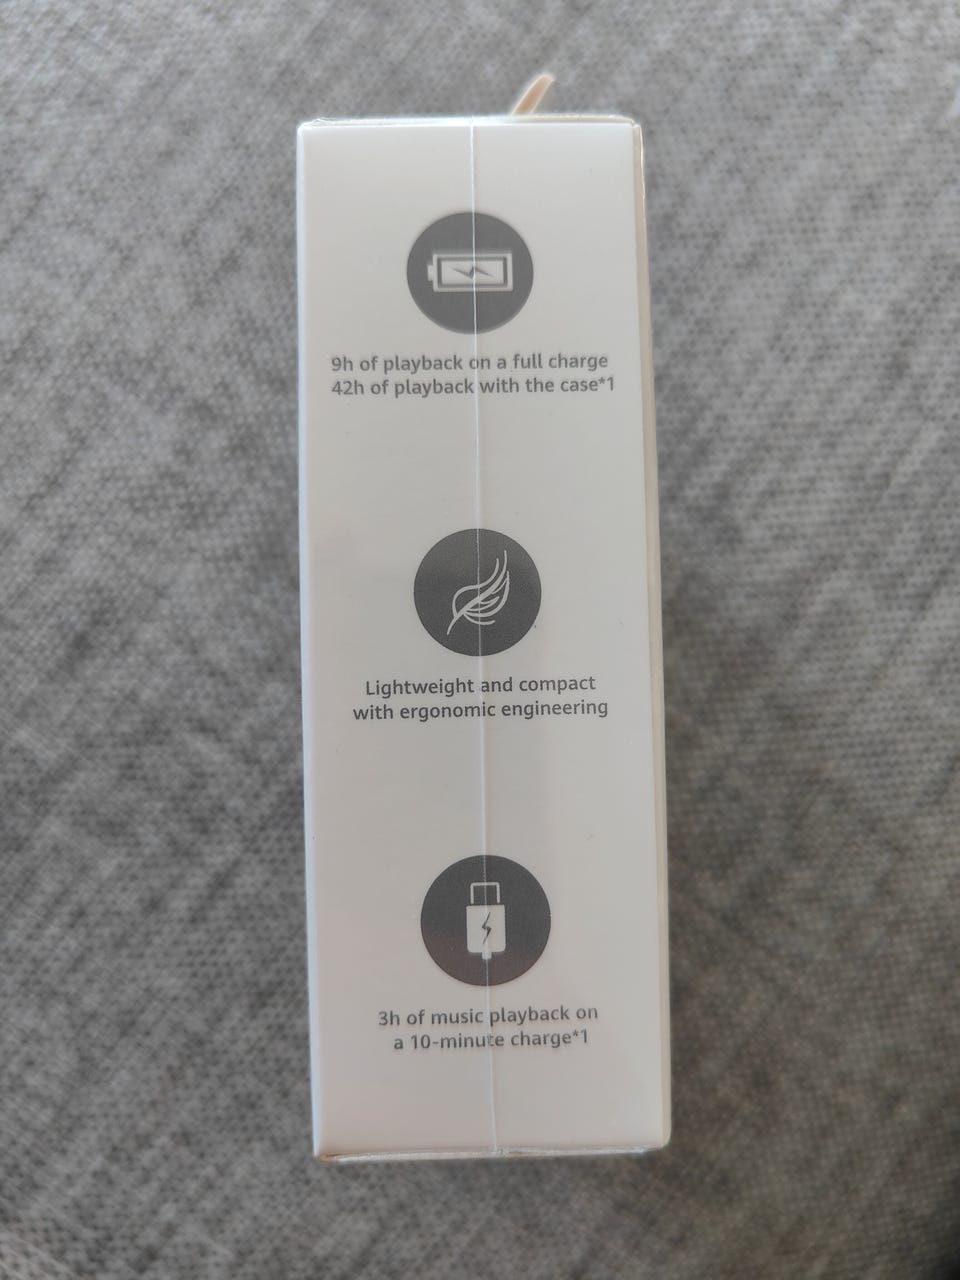 9h of playback on a full charge
42h of playback with the case*1
Lightweight and compact
with ergonomic engineering
3h of music playback on
a 10-minute charge*1